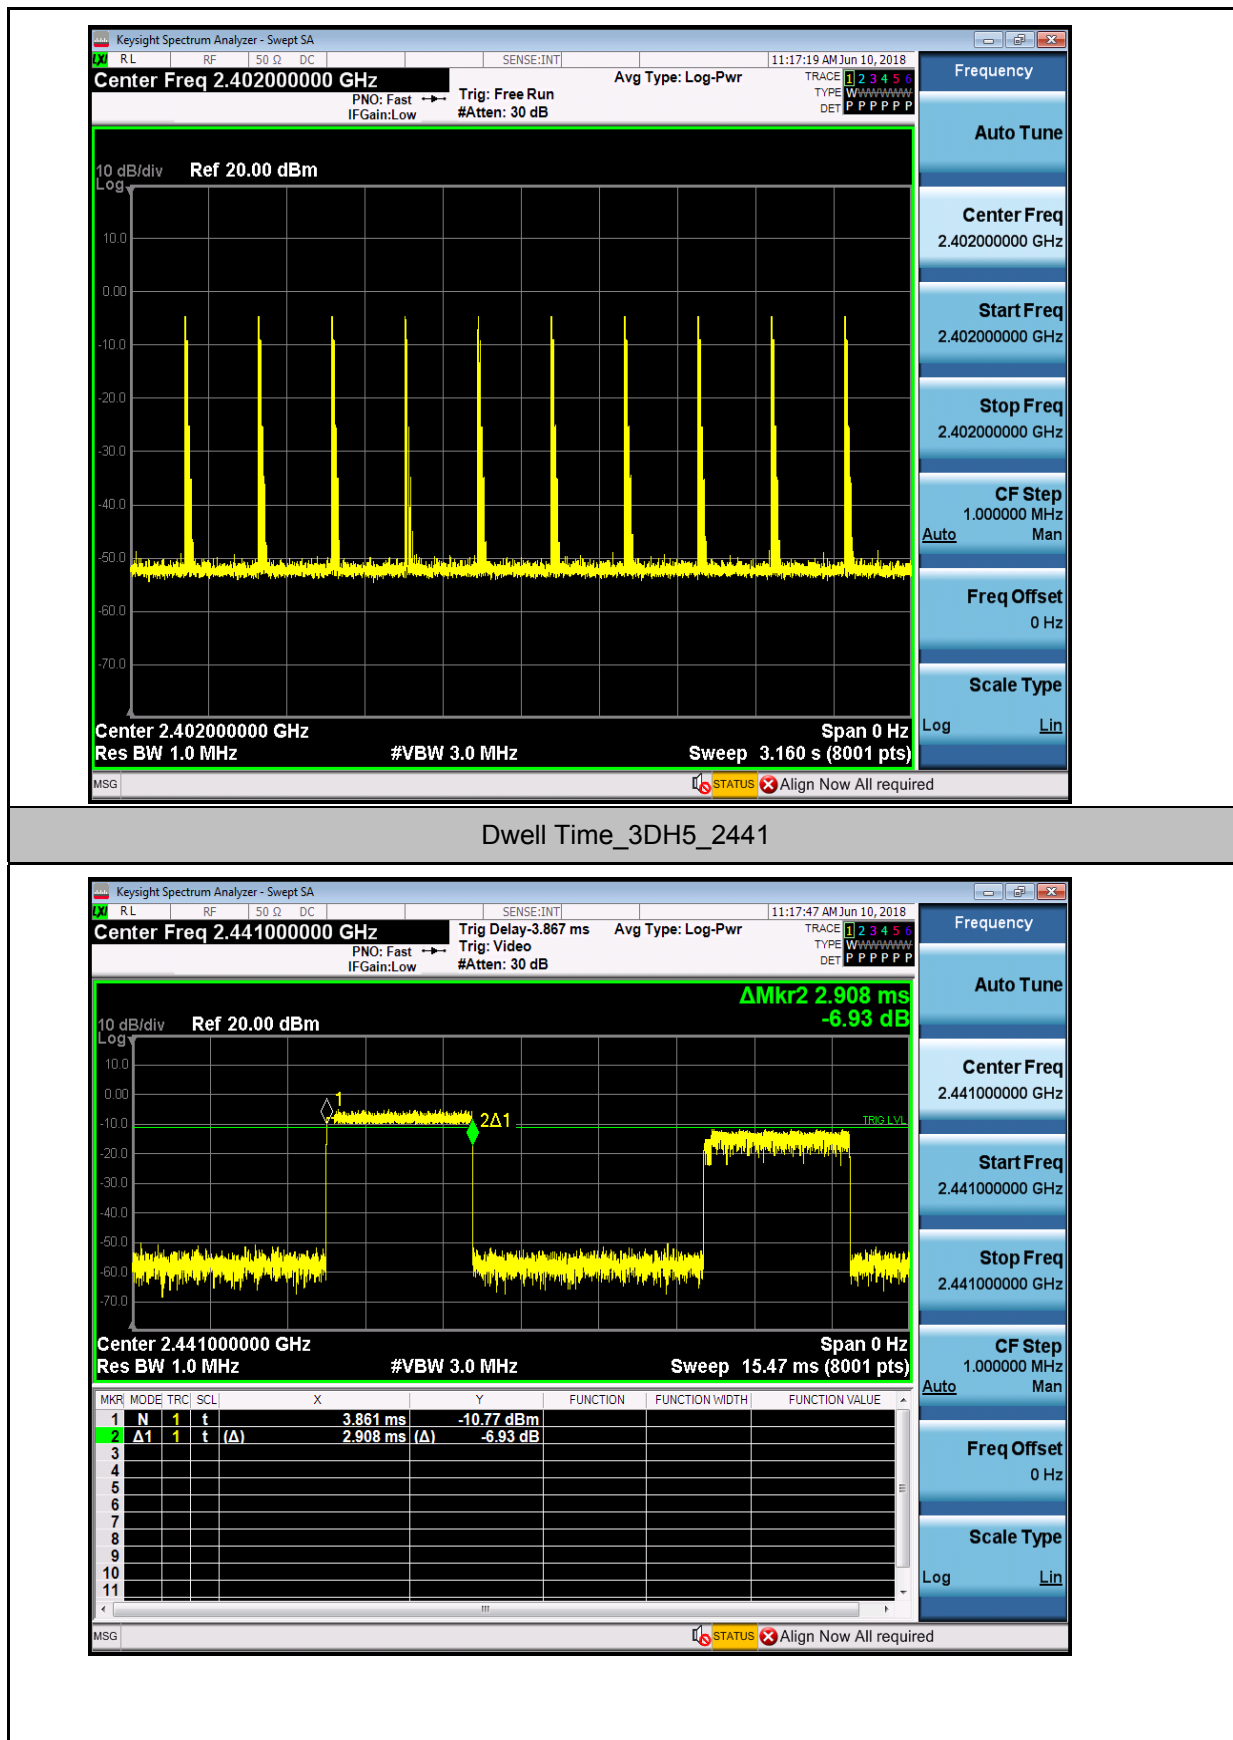 Keysight Spectrum Analyzer - Swept SA
LXI RL RF 50 Ω DC SENSE:INT 11:17:19 AM Jun 10, 2018
Center Freq 2.402000000 GHz
PNO: Fast
IFGain:Low
Trig: Free Run
#Atten: 30 dB
Avg Type: Log-Pwr
TRACE 1 2 3 4 5 6
TYPE WWWWWW
DET P P P P P P
10 dB/div
Log
Ref 20.00 dBm
10.0
0.00
-10.0
-20.0
-30.0
-40.0
-50.0
-60.0
-70.0
Center 2.402000000 GHz
Span 0 Hz
Res BW 1.0 MHz
#VBW 3.0 MHz
Sweep 3.160 s (8001 pts)
MSG
STATUS
Align Now All required
Frequency
Auto Tune
Center Freq
2.402000000 GHz
Start Freq
2.402000000 GHz
Stop Freq
2.402000000 GHz
CF Step
1.000000 MHz
Auto Man
Freq Offset
0 Hz
Scale Type
Log Lin
Dwell Time_3DH5_2441
Keysight Spectrum Analyzer - Swept SA
LXI RL RF 50 Ω DC SENSE:INT 11:17:47 AM Jun 10, 2018
Center Freq 2.441000000 GHz
PNO: Fast
IFGain:Low
Trig Delay-3.867 ms
Trig: Video
#Atten: 30 dB
Avg Type: Log-Pwr
TRACE 1 2 3 4 5 6
TYPE WWWWWW
DET P P P P P P
ΔMkr2 2.908 ms
-6.93 dB
10 dB/div
Log
Ref 20.00 dBm
10.0
0.00
-10.0
-20.0
-30.0
-40.0
-50.0
-60.0
-70.0
1
2Δ1
TRIG LVL
Center 2.441000000 GHz
Span 0 Hz
Res BW 1.0 MHz
#VBW 3.0 MHz
Sweep 15.47 ms (8001 pts)
MKR MODE TRC SCL X Y FUNCTION FUNCTION WIDTH FUNCTION VALUE
1 N 1 t 3.861 ms -10.77 dBm
2 Δ1 1 t (Δ) 2.908 ms (Δ) -6.93 dB
3
4
5
6
7
8
9
10
11
MSG
STATUS
Align Now All required
Frequency
Auto Tune
Center Freq
2.441000000 GHz
Start Freq
2.441000000 GHz
Stop Freq
2.441000000 GHz
CF Step
1.000000 MHz
Auto Man
Freq Offset
0 Hz
Scale Type
Log Lin